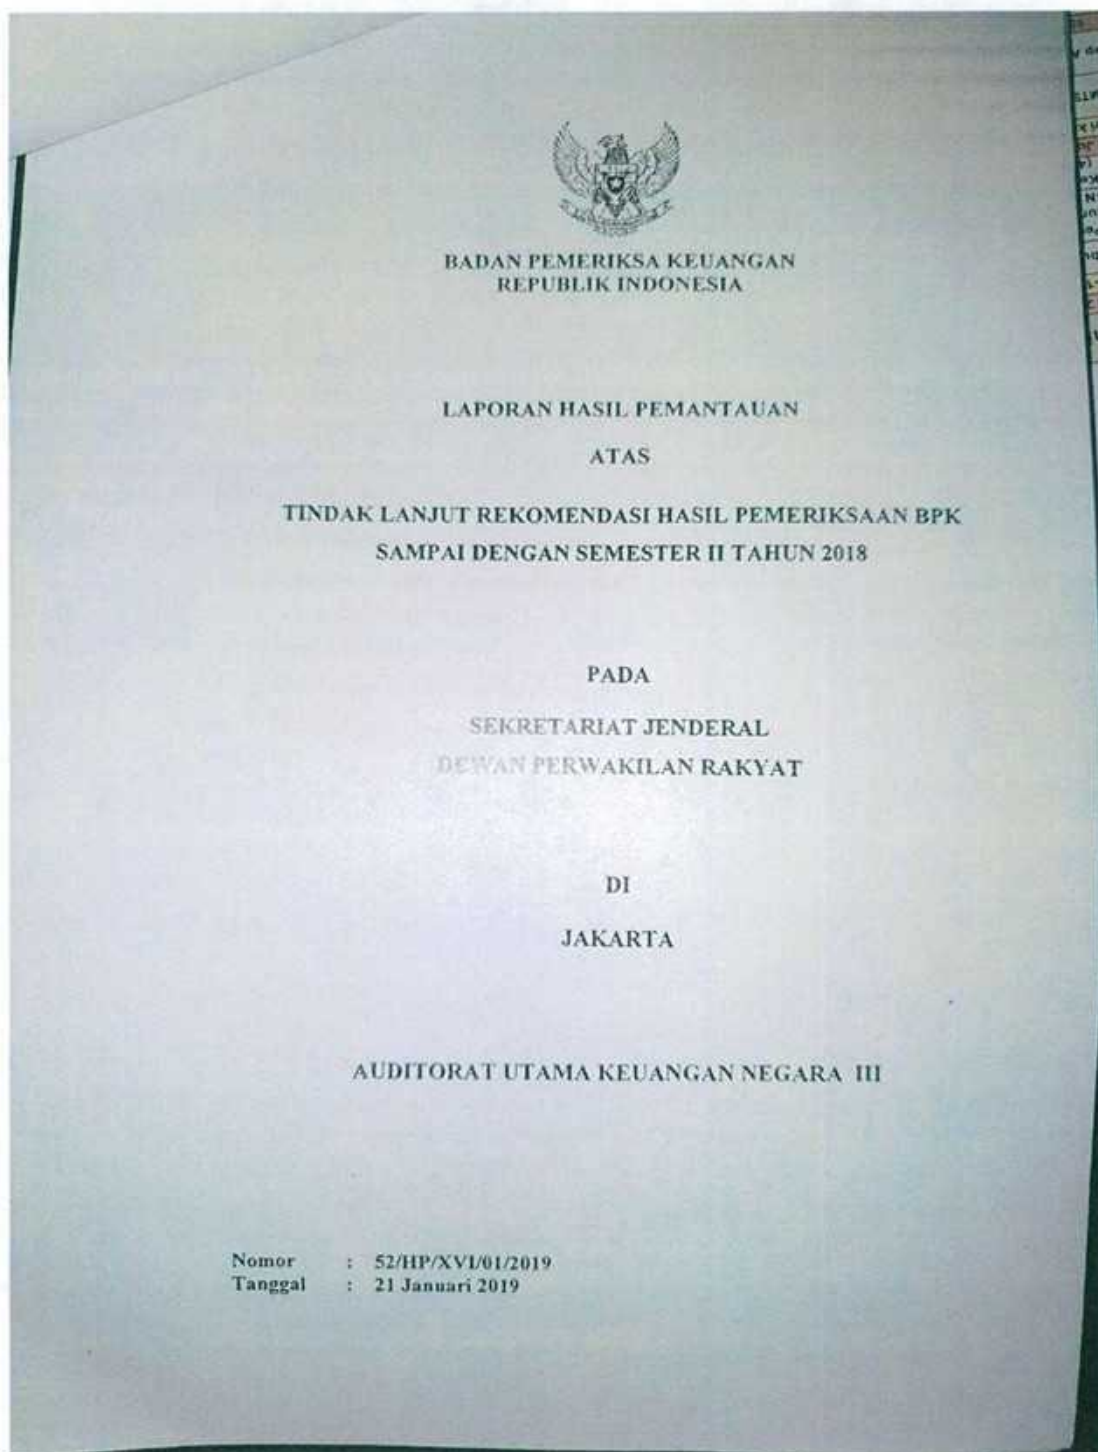 BADAN PEMERIKSA KEUANGAN
REPUBLIK INDONESIA
LAPORAN HASIL PEMANTAUAN
ATAS
TINDAK LANJUT REKOMENDASI HASIL PEMERIKSAAN BPK
SAMPAI DENGAN SEMESTER II TAHUN 2018
PADA
SEKRETARIAT JENDERAL
DEWAN PERWAKILAN RAKYAT
DI
JAKARTA
AUDITORAT UTAMA KEUANGAN NEGARA III
Nomor : 52/HP/XVI/01/2019
Tanggal : 21 Januari 2019